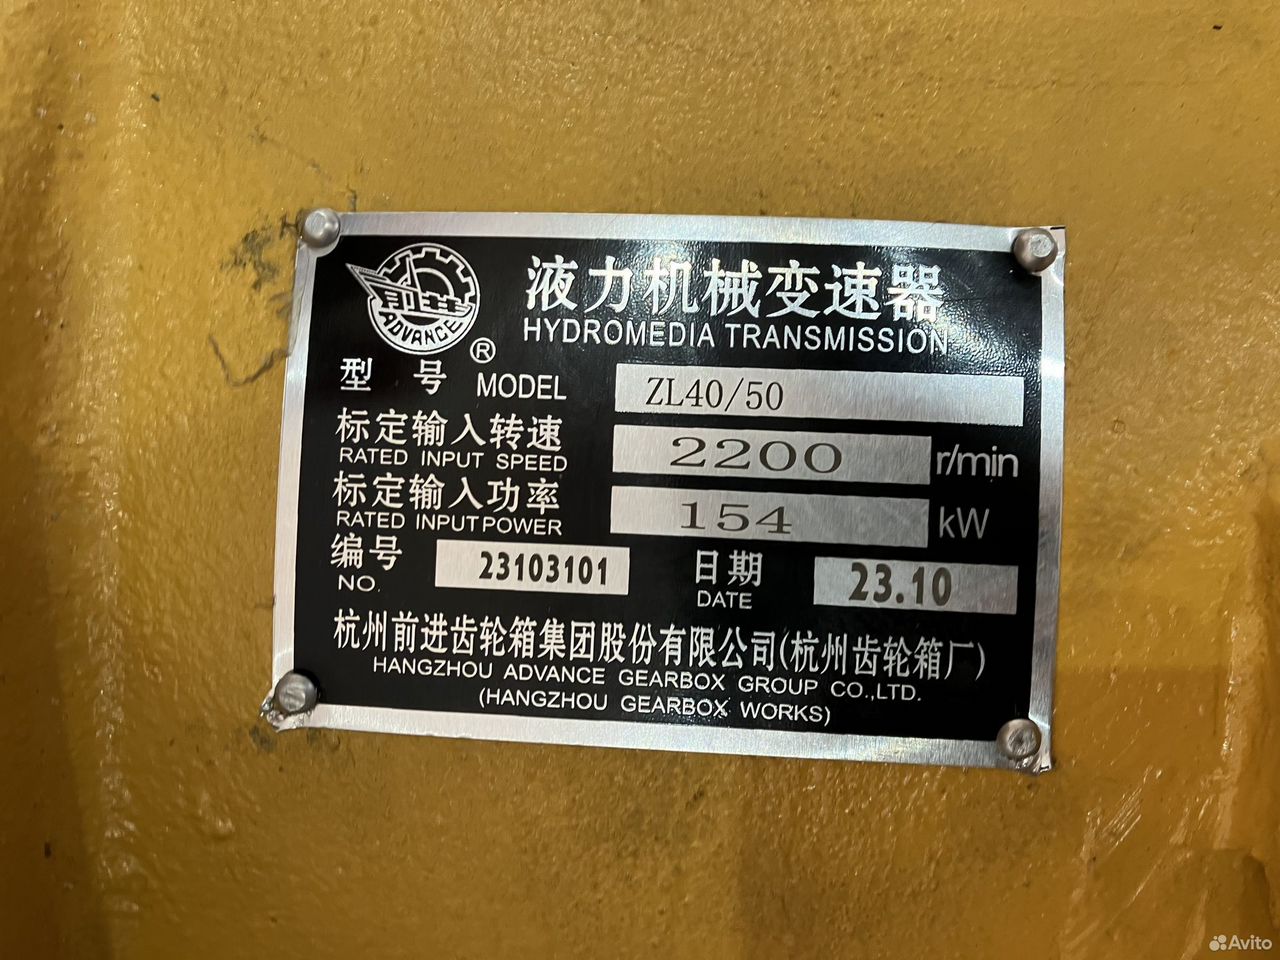 液力机械变速器
HYDROMEDIA TRANSMISSION
前进
ADVANCE
®
型号 MODEL ZL40/50
标定输入转速
RATED INPUT SPEED 2200 r/min
标定输入功率
RATED INPUT POWER 154 kW
编号 NO. 23103101 日期 DATE 23.10
杭州前进齿轮箱集团股份有限公司(杭州齿轮箱厂)
HANGZHOU ADVANCE GEARBOX GROUP CO.,LTD.
(HANGZHOU GEARBOX WORKS)
Avito